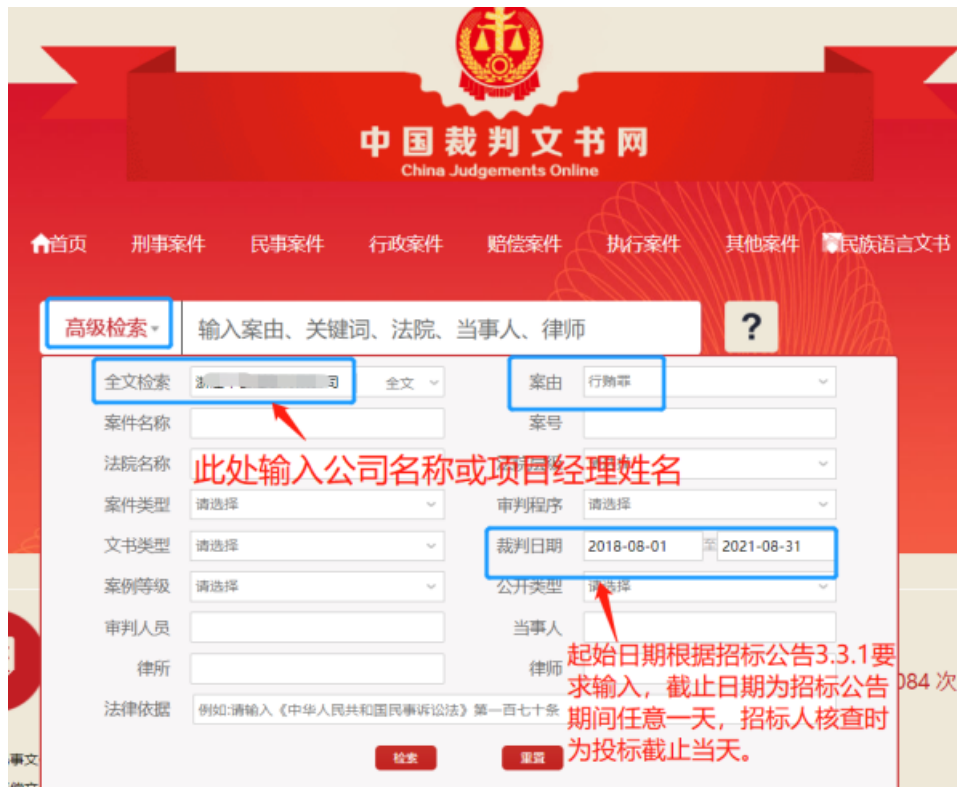 中国裁判文书网
China Judgements Online
首页 刑事案件 民事案件 行政案件 赔偿案件 执行案件 其他案件 民族语言文书
高级检索 输入案由、关键词、法院、当事人、律师 ?
全文检索 司 全文 案由 行贿罪
案件名称 案号
法院名称
此处输入公司名称或项目经理姓名
案件类型 请选择 审判程序 请选择
文书类型 请选择 裁判日期 2018-08-01 至 2021-08-31
案例等级 请选择 公开类型 请选择
审判人员 当事人
律所 律师
起始日期根据招标公告3.3.1要
求输入，截止日期为招标公告
期间任意一天，招标人核查时
为投标截止当天。
084 次
法律依据 例如:请输入《中华人民共和国民事诉讼法》第一百七十条
检索 重置
事文